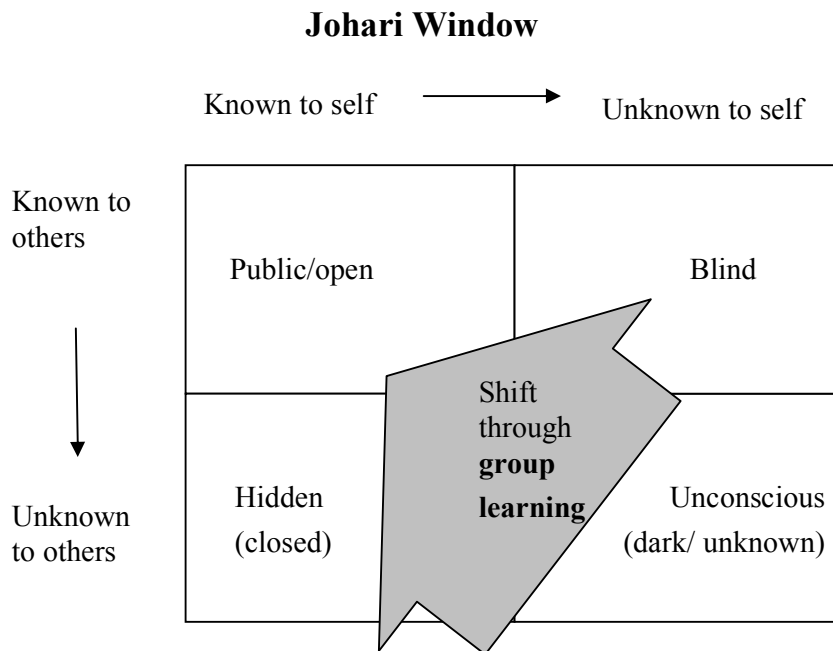 Johari Window
Known to self
Unknown to self
Known to
others
Public/open
Blind
Shift
through
group
learning
Unknown
to others
Hidden
(closed)
Unconscious
(dark/ unknown)